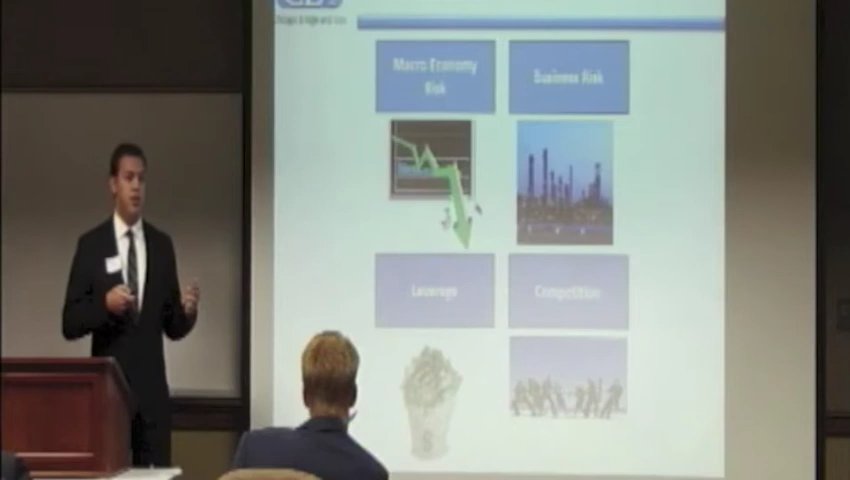 Macro Economy
Risk
Business Risk
Leverage
Competition